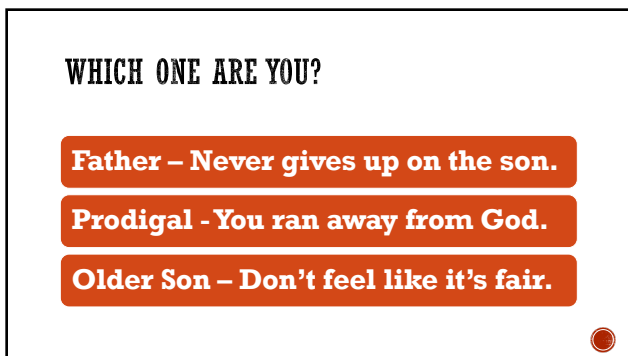 WHICH ONE ARE YOU?
Father – Never gives up on the son.
Prodigal - You ran away from God.
Older Son – Don’t feel like it’s fair.